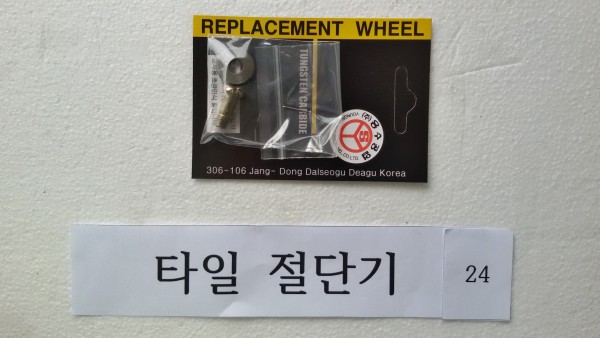 REPLACEMENT WHEEL
TUNGSTEN CARBIDE
306-106 Jang- Dong Dalseogu Deagu Korea
타일 절단기
24